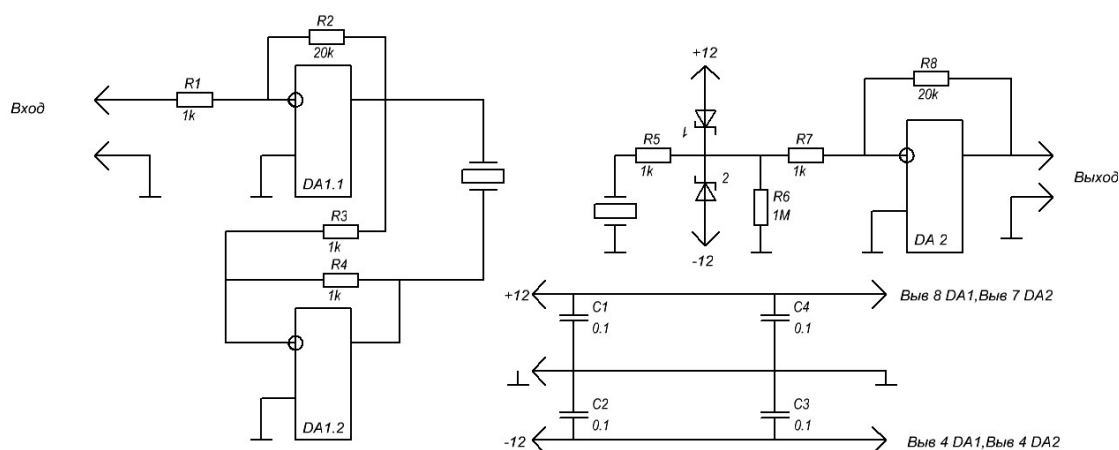 Вход
R1
1k
R2
20k
DA1.1
R3
1k
R4
1k
DA1.2
+12
1
2
-12
R5
1k
R6
1M
R7
1k
R8
20k
DA 2
Выход
+12
C1
0.1
C4
0.1
Выв 8 DA1,Выв 7 DA2
C2
0.1
C3
0.1
-12
Выв 4 DA1,Выв 4 DA2